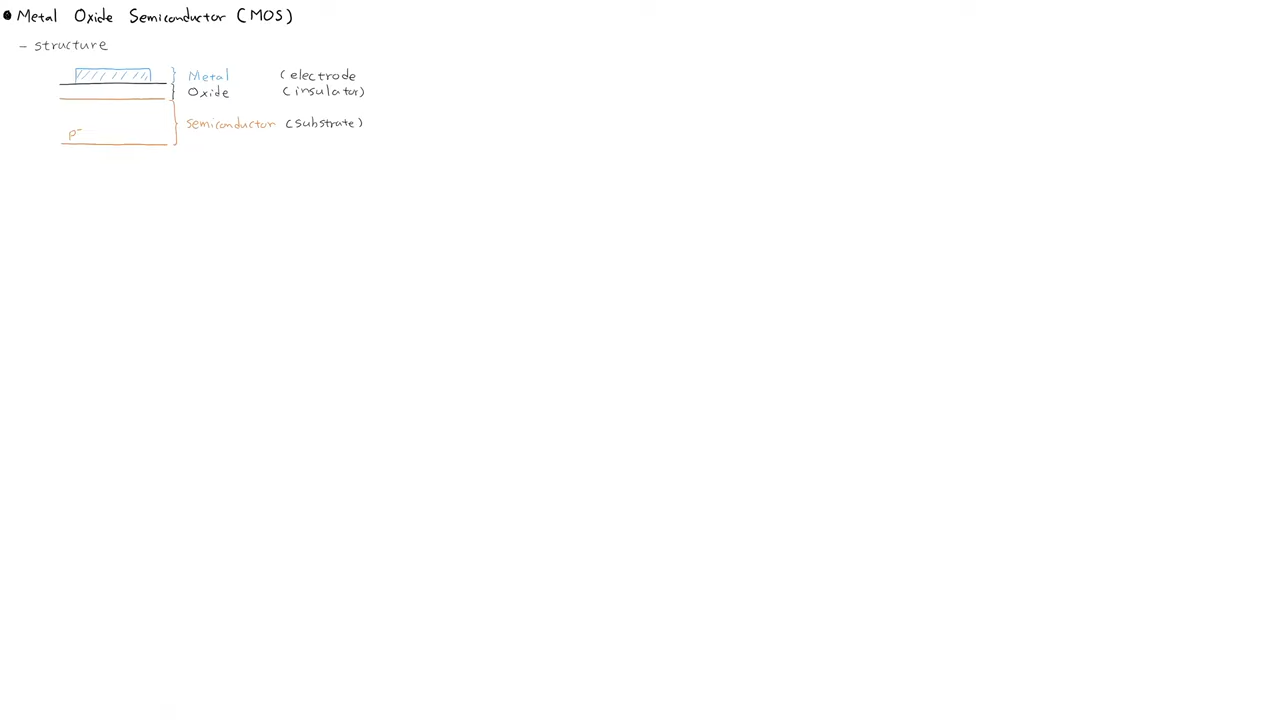 ● Metal Oxide Semiconductor (MOS)
- structure
Metal (electrode
Oxide (insulator)
semiconductor (substrate)
p⁻